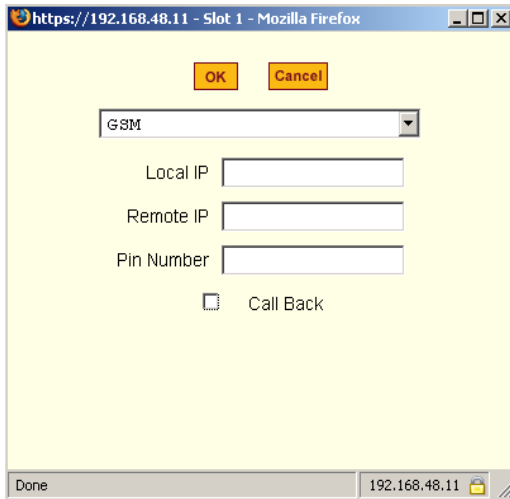 https://192.168.48.11 - Slot 1 - Mozilla Firefox
OK Cancel
GSM
Local IP
Remote IP
Pin Number
Call Back
Done 192.168.48.11